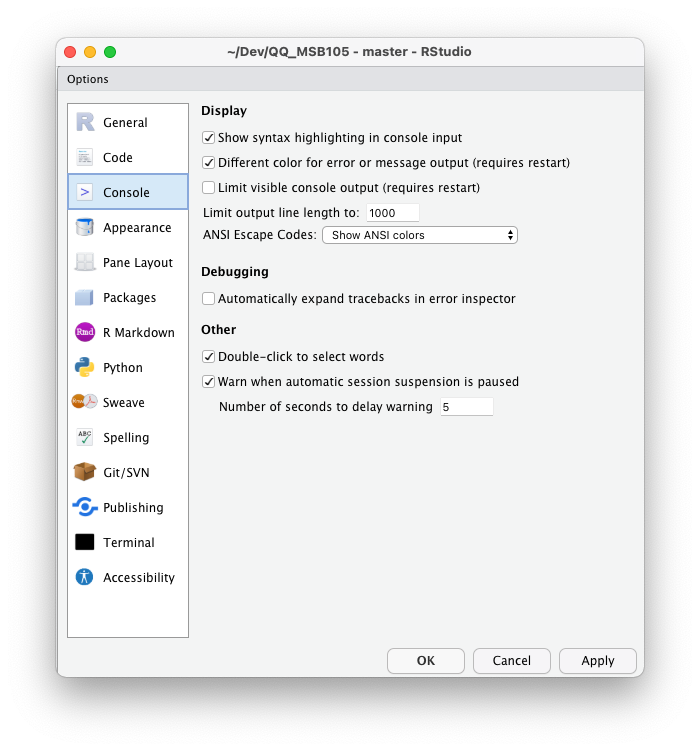 ~/Dev/QQ_MSB105 - master - RStudio
Options
General
Code
Console
Appearance
Pane Layout
Packages
R Markdown
Python
Sweave
Spelling
Git/SVN
Publishing
Terminal
Accessibility
Display
Show syntax highlighting in console input
Different color for error or message output (requires restart)
Limit visible console output (requires restart)
Limit output line length to: 1000
ANSI Escape Codes: Show ANSI colors
Debugging
Automatically expand tracebacks in error inspector
Other
Double-click to select words
Warn when automatic session suspension is paused
Number of seconds to delay warning 5
OK Cancel Apply